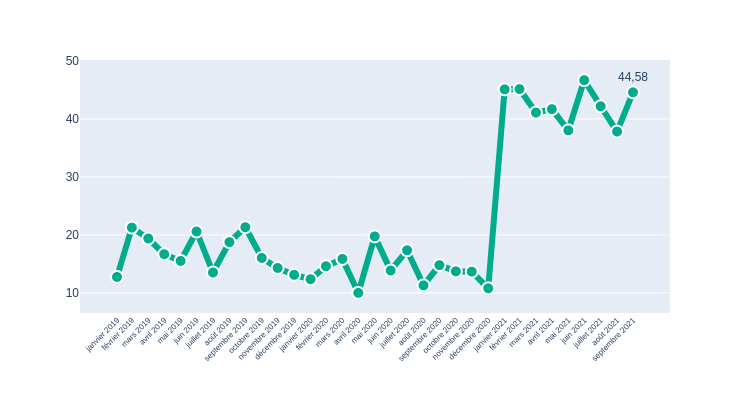 50
44,58
40
30
20
10
janvier 2019
février 2019
mars 2019
avril 2019
mai 2019
juin 2019
juillet 2019
août 2019
septembre 2019
octobre 2019
novembre 2019
décembre 2019
janvier 2020
février 2020
mars 2020
avril 2020
mai 2020
juin 2020
juillet 2020
août 2020
septembre 2020
octobre 2020
novembre 2020
décembre 2020
janvier 2021
février 2021
mars 2021
avril 2021
mai 2021
juin 2021
juillet 2021
août 2021
septembre 2021